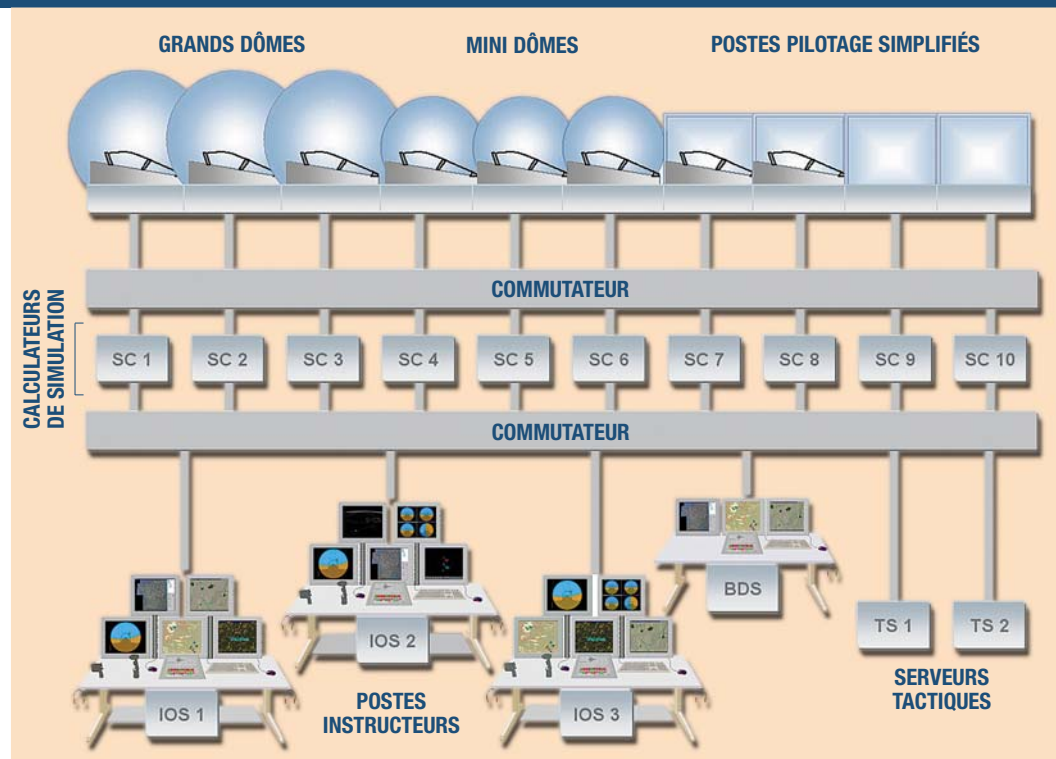 GRANDS DÔMES
MINI DÔMES
POSTES PILOTAGE SIMPLIFIÉS
COMMUTATEUR
CALCULATEURS
DE SIMULATION
SC 1
SC 2
SC 3
SC 4
SC 5
SC 6
SC 7
SC 8
SC 9
SC 10
COMMUTATEUR
BDS
IOS 2
TS 1
TS 2
POSTES
INSTRUCTEURS
SERVEURS
TACTIQUES
IOS 1
IOS 3